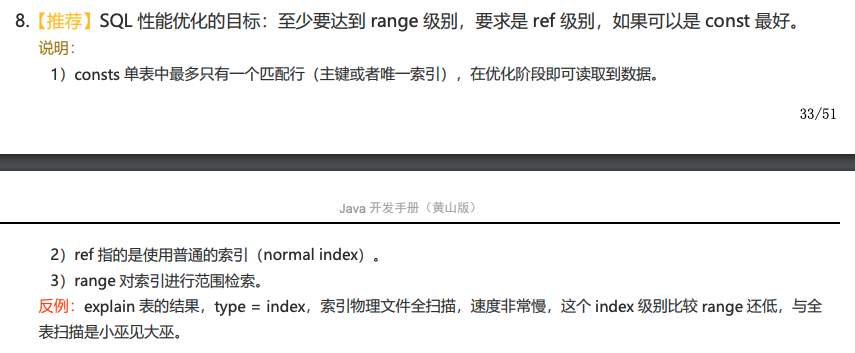 8.【推荐】SQL 性能优化的目标：至少要达到 range 级别，要求是 ref 级别，如果可以是 const 最好。
说明：
1）consts 单表中最多只有一个匹配行（主键或者唯一索引），在优化阶段即可读取到数据。
33/51
Java 开发手册（黄山版）
2）ref 指的是使用普通的索引（normal index）。
3）range 对索引进行范围检索。
反例：explain 表的结果，type = index，索引物理文件全扫描，速度非常慢，这个 index 级别比较 range 还低，与全
表扫描是小巫见大巫。